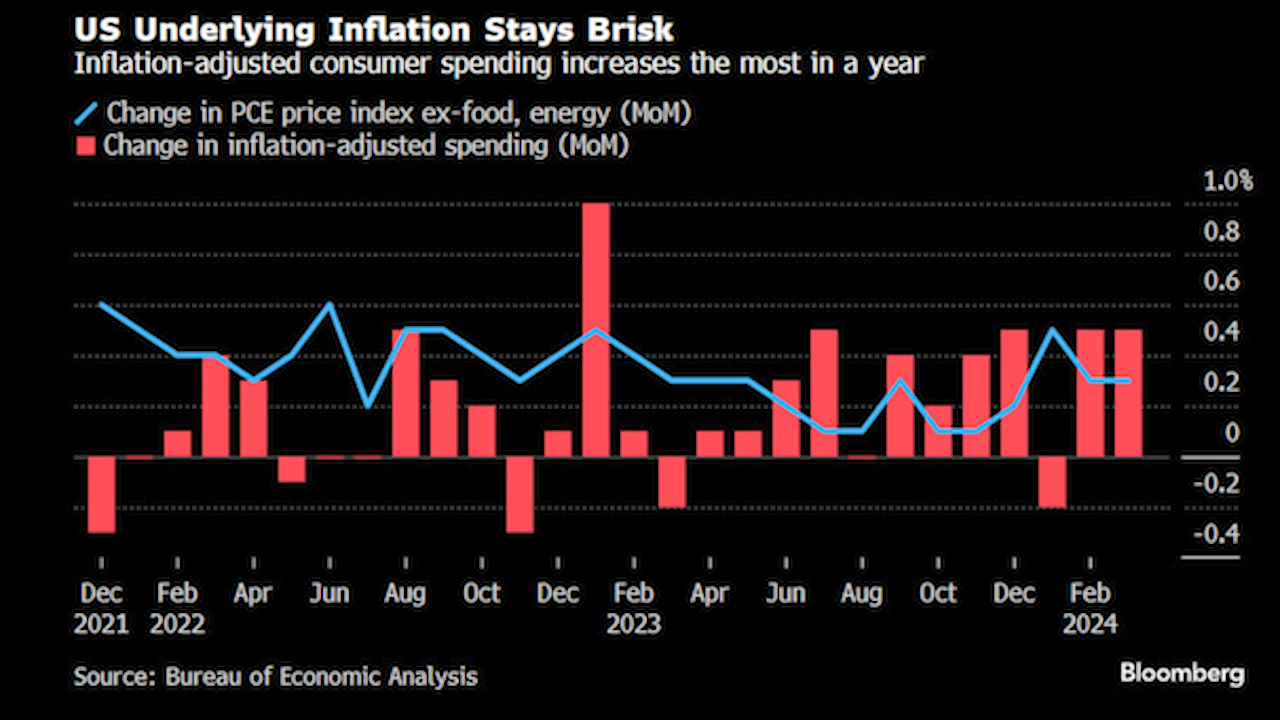 US Underlying Inflation Stays Brisk
Inflation-adjusted consumer spending increases the most in a year
Change in PCE price index ex-food, energy (MoM)
Change in inflation-adjusted spending (MoM)
1.0%
0.8
0.6
0.4
0.2
0
-0.2
-0.4
Dec Feb Apr Jun Aug Oct Dec Feb Apr Jun Aug Oct Dec Feb
2021 2022 2023 2024
Source: Bureau of Economic Analysis
Bloomberg